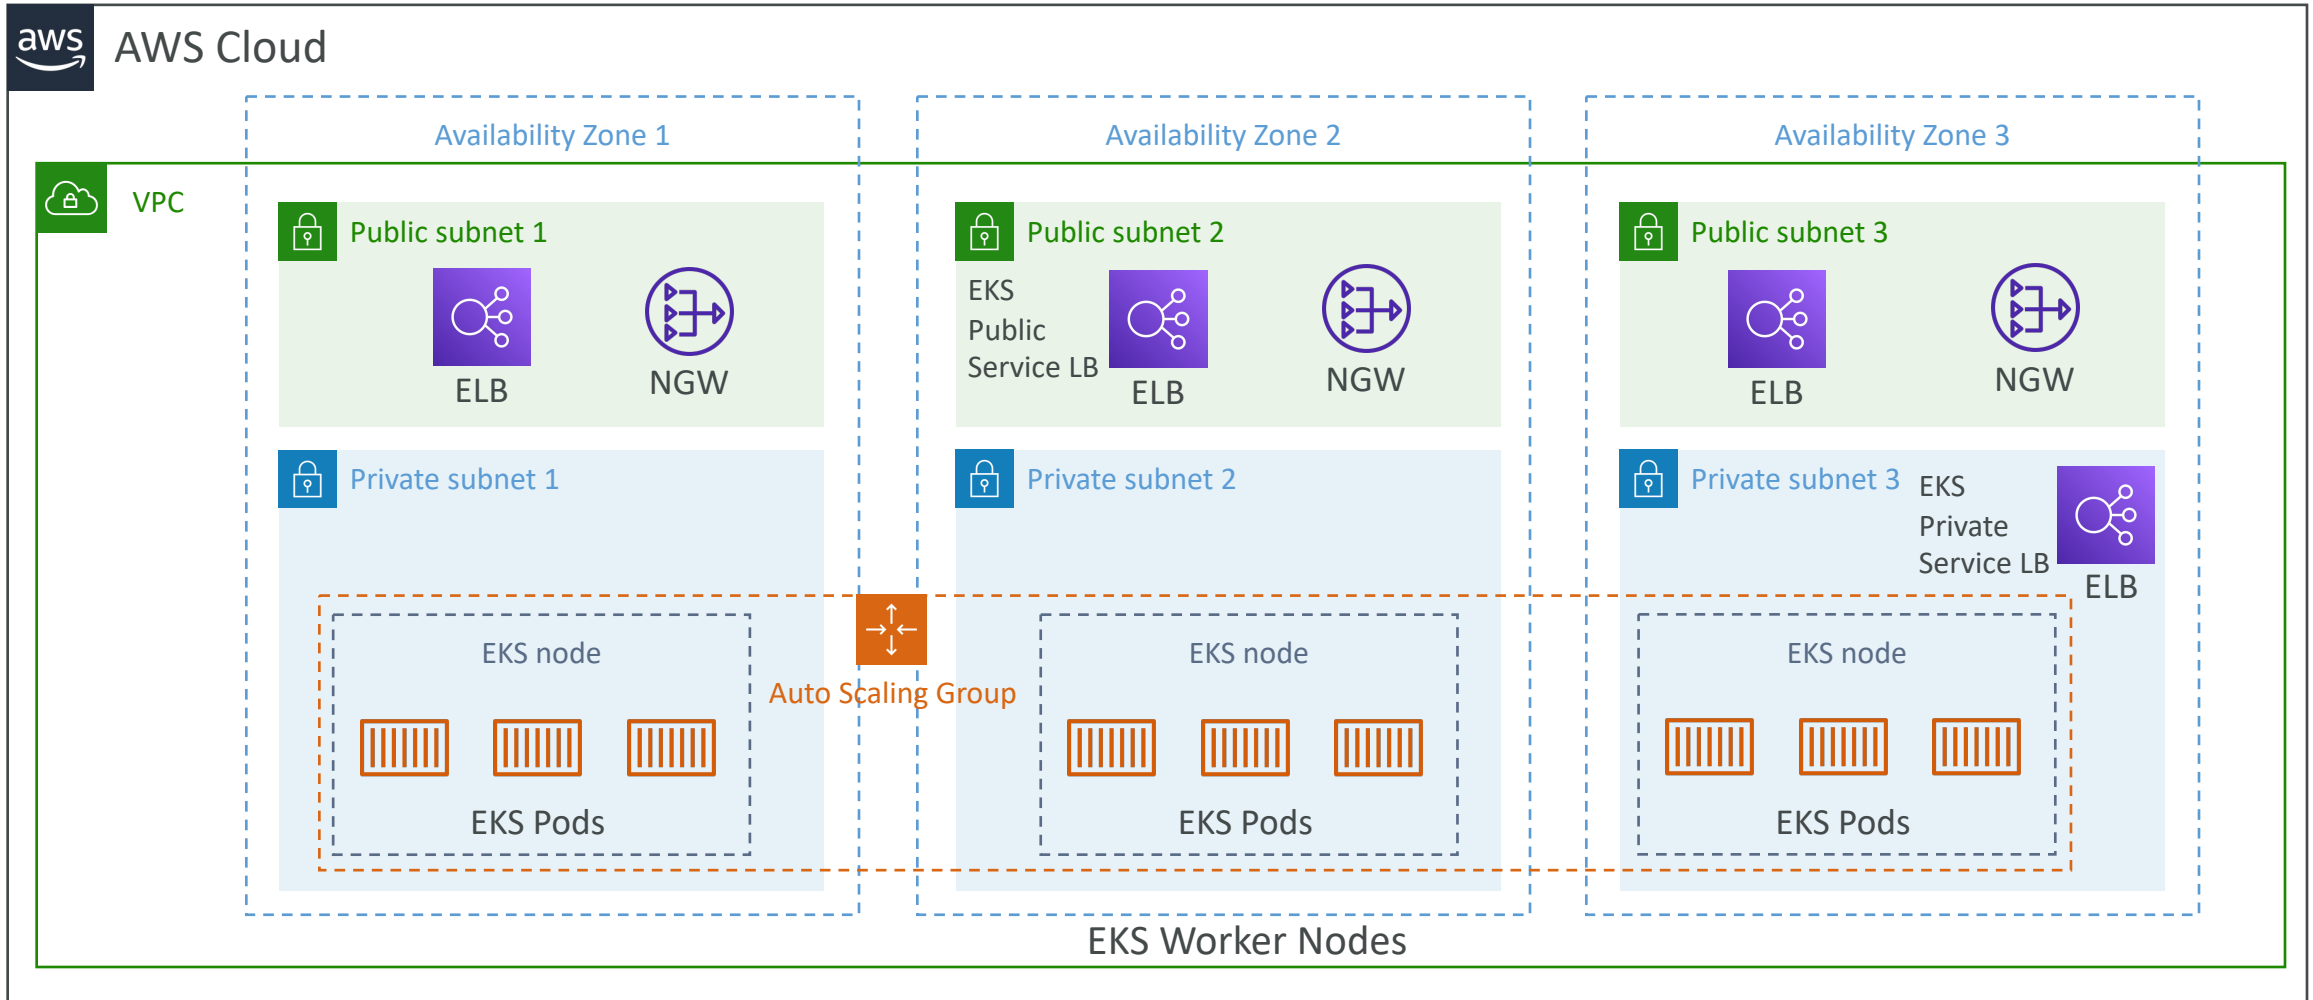 aws
AWS Cloud
Availability Zone 1
Availability Zone 2
Availability Zone 3
VPC
Public subnet 1
ELB
NGW
Public subnet 2
EKS
Public
Service LB
ELB
NGW
Public subnet 3
ELB
NGW
Private subnet 1
Private subnet 2
Private subnet 3
EKS
Private
Service LB
ELB
EKS node
Auto Scaling Group
EKS node
EKS node
EKS Pods
EKS Pods
EKS Pods
EKS Worker Nodes